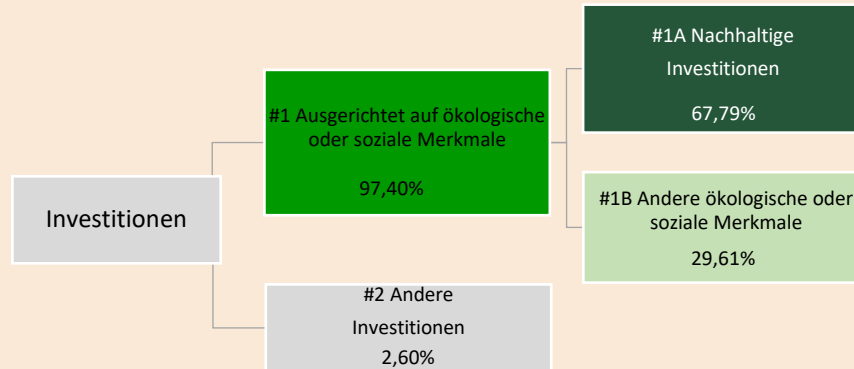 Investitionen
#1 Ausgerichtet auf ökologische
oder soziale Merkmale
97,40%
#2 Andere
Investitionen
2,60%
#1A Nachhaltige
Investitionen
67,79%
#1B Andere ökologische oder
soziale Merkmale
29,61%